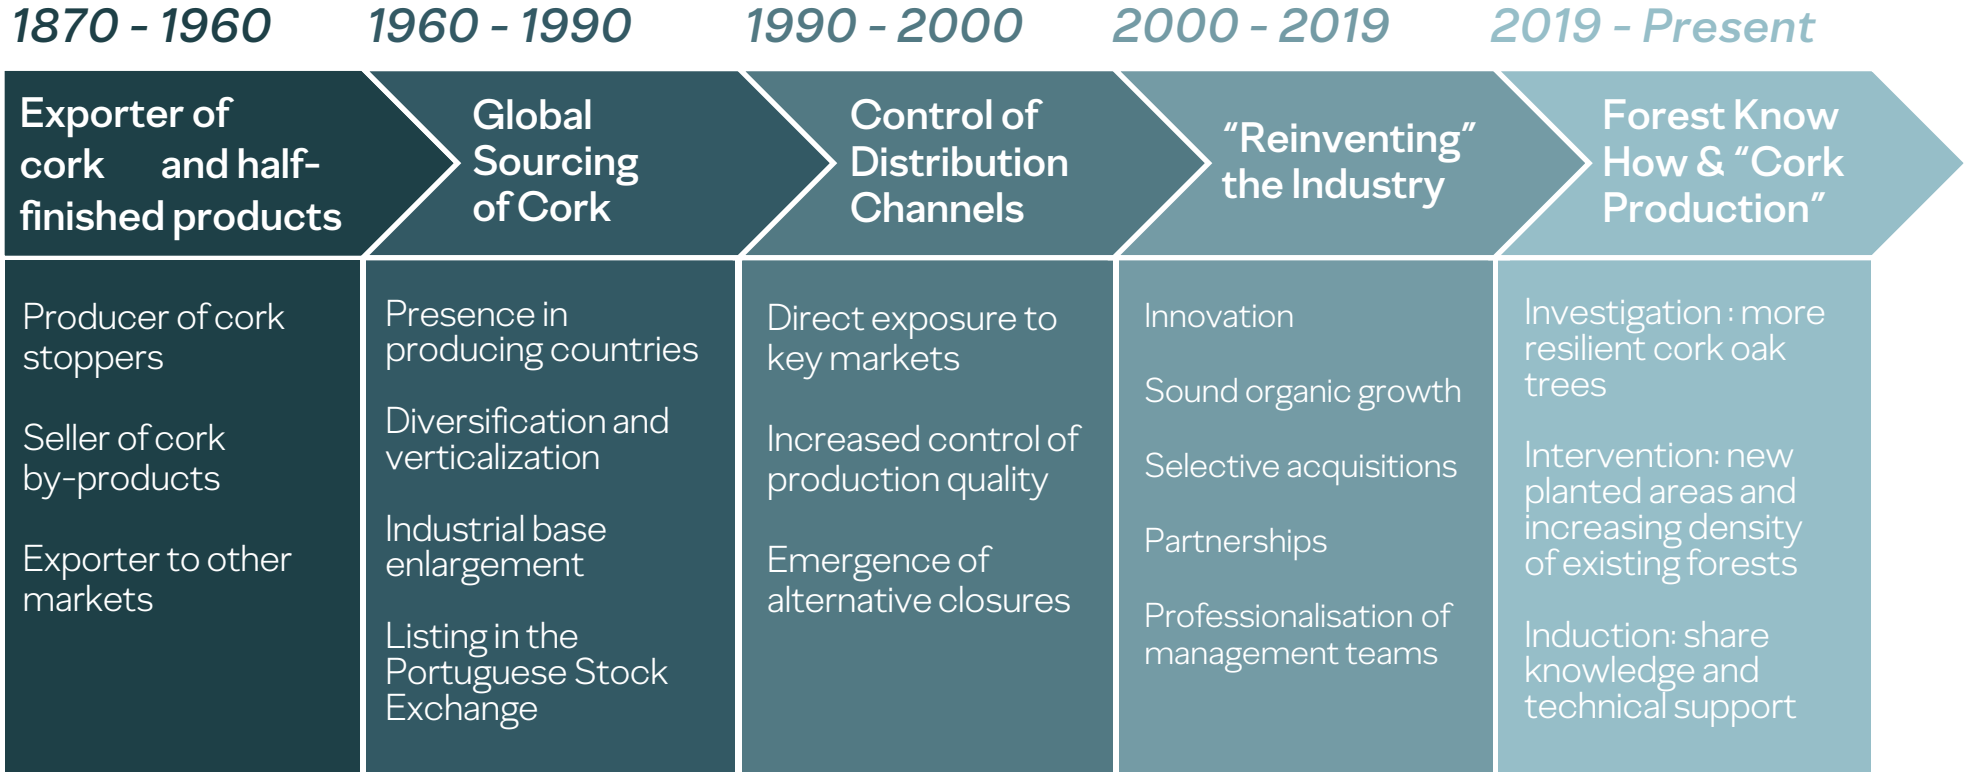 1870 - 1960
1960 - 1990
1990 - 2000
2000 - 2019
2019 - Present
Exporter of
cork and half-
finished products
Global
Sourcing
of Cork
Control of
Distribution
Channels
“Reinventing”
the Industry
Forest Know
How & “Cork
Production”
Producer of cork
stoppers
Seller of cork
by-products
Exporter to other
markets
Presence in
producing countries
Diversification and
verticalization
Industrial base
enlargement
Listing in the
Portuguese Stock
Exchange
Direct exposure to
key markets
Increased control of
production quality
Emergence of
alternative closures
Innovation
Sound organic growth
Selective acquisitions
Partnerships
Professionalisation of
management teams
Investigation : more
resilient cork oak
trees
Intervention: new
planted areas and
increasing density
of existing forests
Induction: share
knowledge and
technical support